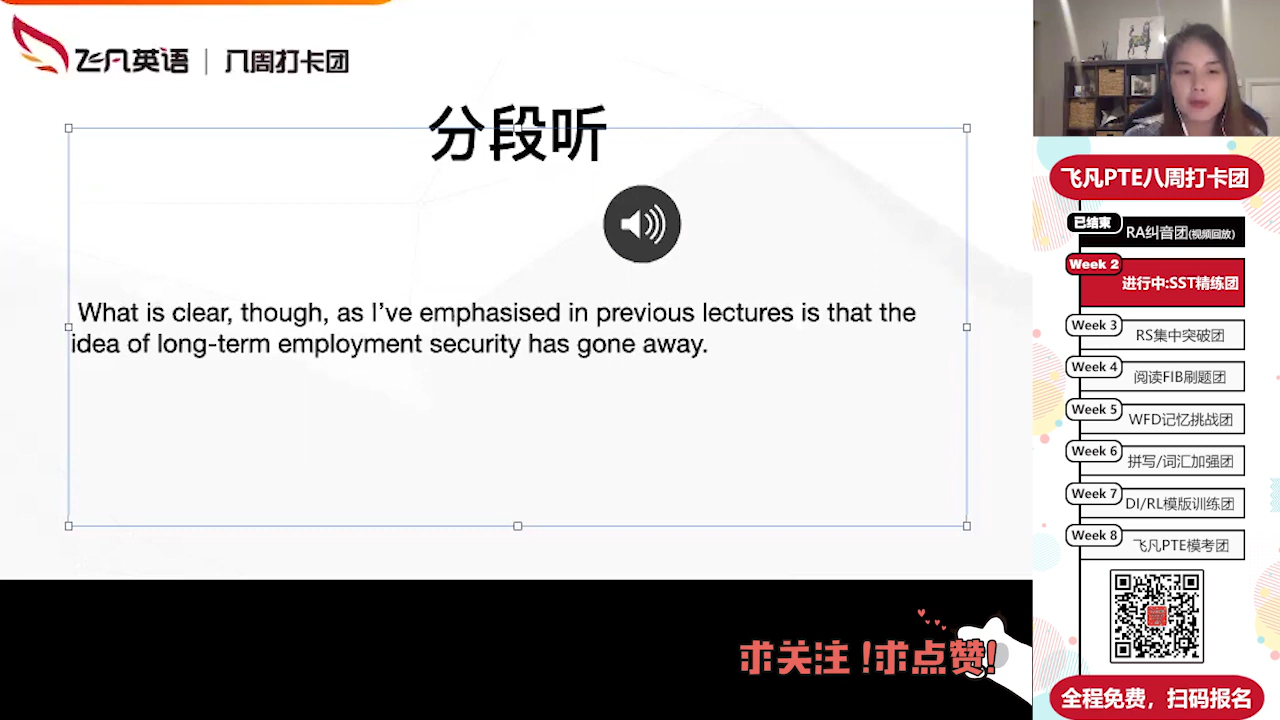 飞凡英语 | 八周打卡团
分段听
What is clear, though, as I’ve emphasised in previous lectures is that the
idea of long-term employment security has gone away.
求关注!求点赞!
飞凡PTE八周打卡团
已结束
RA纠音团(视频回放)
Week 2
进行中:SST精练团
Week 3
RS集中突破团
Week 4
阅读FIB刷题团
Week 5
WFD记忆挑战团
Week 6
拼写/词汇加强团
Week 7
DI/RL模版训练团
Week 8
飞凡PTE模考团
全程免费，扫码报名